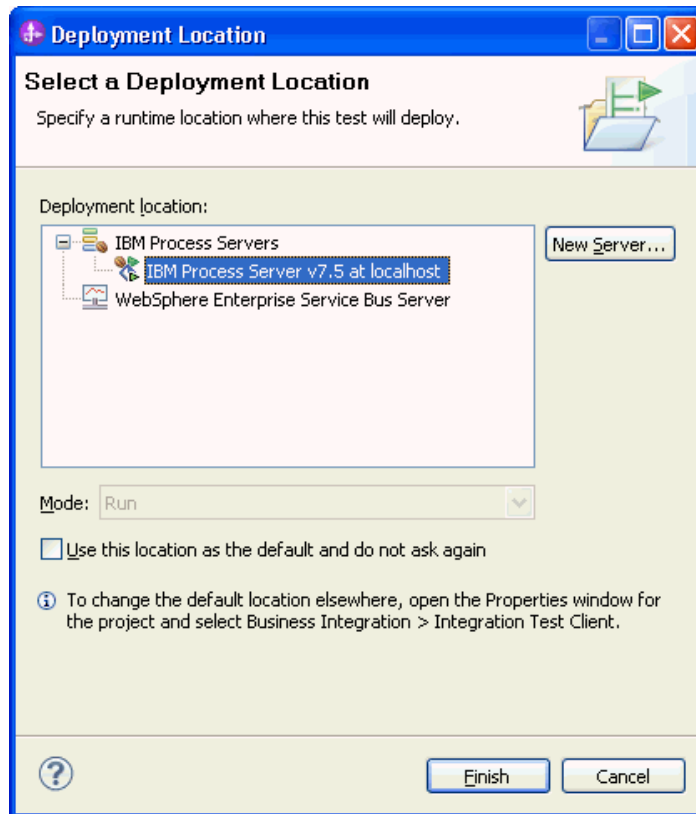 Deployment Location
Select a Deployment Location
Specify a runtime location where this test will deploy.
Deployment location:
IBM Process Servers
New Server...
IBM Process Server v7.5 at localhost
WebSphere Enterprise Service Bus Server
Mode: Run
Use this location as the default and do not ask again
To change the default location elsewhere, open the Properties window for
the project and select Business Integration > Integration Test Client.
? Finish Cancel